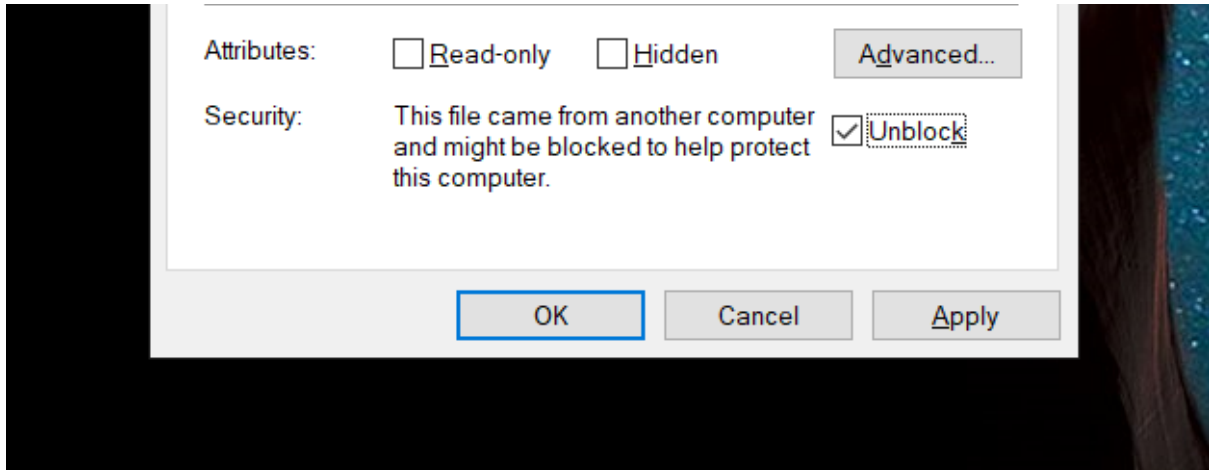 Attributes: Read-only Hidden Advanced...
Security: This file came from another computer Unblock
and might be blocked to help protect
this computer.
OK Cancel Apply